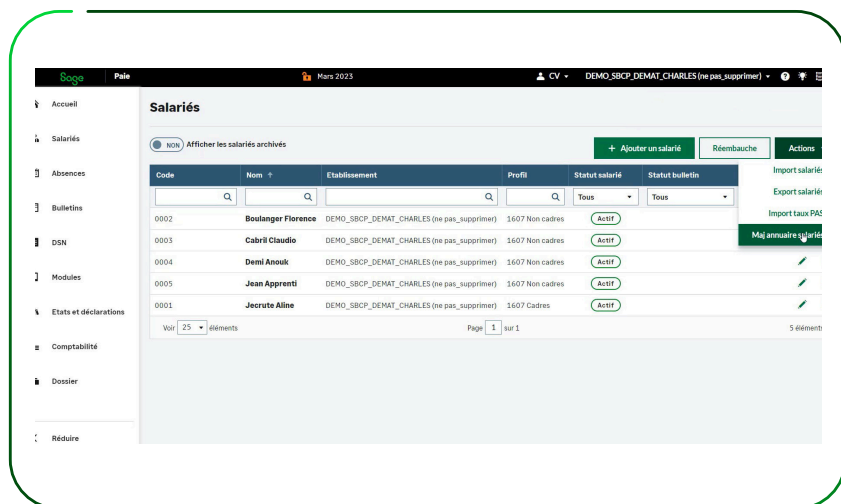 Sage Paie Mars 2023 CV DEMO_SBCP_DEMAT_CHARLES (ne pas_supprimer)
Accueil
Salariés
Absences
Bulletins
DSN
Modules
Etats et déclarations
Comptabilité
Dossier
Réduire
Salariés
NON Afficher les salariés archivés
+ Ajouter un salarié Réembauche Actions
Import salariés
Export salariés
Import taux PAS
Maj annuaire salariés
Code Nom Etablissement Profil Statut salarié Statut bulletin
Tous Tous
0002 Boulanger Florence DEMO_SBCP_DEMAT_CHARLES (ne pas_supprimer) 1607 Non cadres Actif
0003 Cabril Claudio DEMO_SBCP_DEMAT_CHARLES (ne pas_supprimer) 1607 Non cadres Actif
0004 Demi Anouk DEMO_SBCP_DEMAT_CHARLES (ne pas_supprimer) 1607 Non cadres Actif
0005 Jean Apprenti DEMO_SBCP_DEMAT_CHARLES (ne pas_supprimer) 1607 Non cadres Actif
0001 Jecrute Aline DEMO_SBCP_DEMAT_CHARLES (ne pas_supprimer) 1607 Cadres Actif
Voir 25 éléments Page 1 sur 1 5 éléments